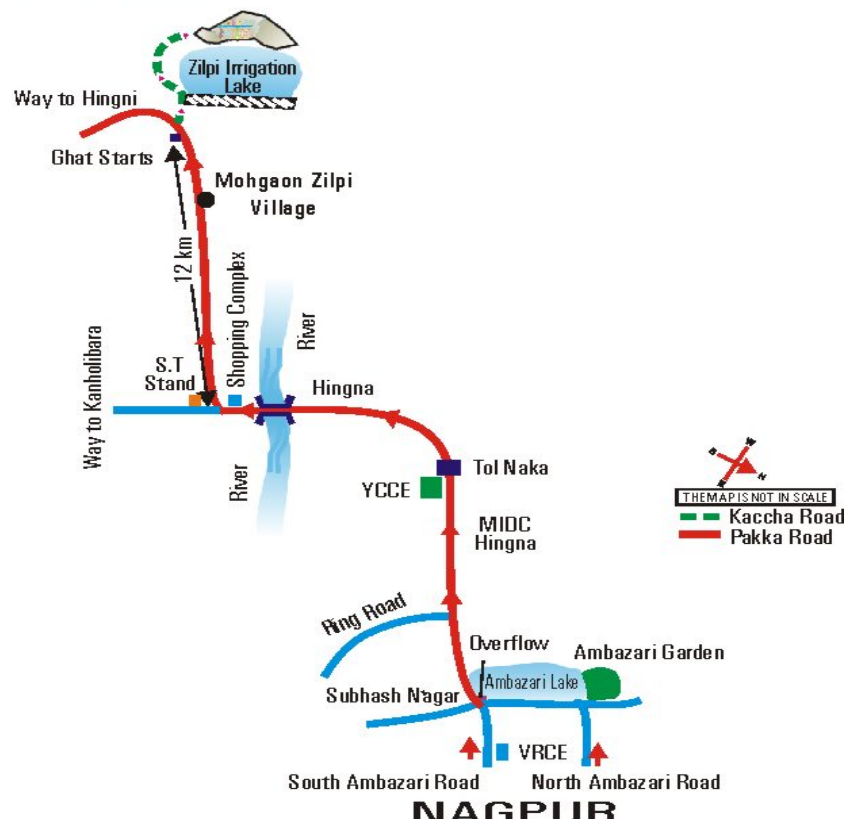 Zilpi Irrigation
Lake
Way to Hingni
Ghat Starts
Mohgaon Zilpi
Village
12 km
Shopping Complex
River
S.T
Stand
Hingna
Way to Kanholibara
River
Tol Naka
YCCE
MIDC
Hingna
N
THE MAP IS NOT IN SCALE
Kaccha Road
Pakka Road
Ring Road
Overflow
Ambazari Garden
Ambazari Lake
Subhash Nagar
VRCE
South Ambazari Road
North Ambazari Road
NAGPUR